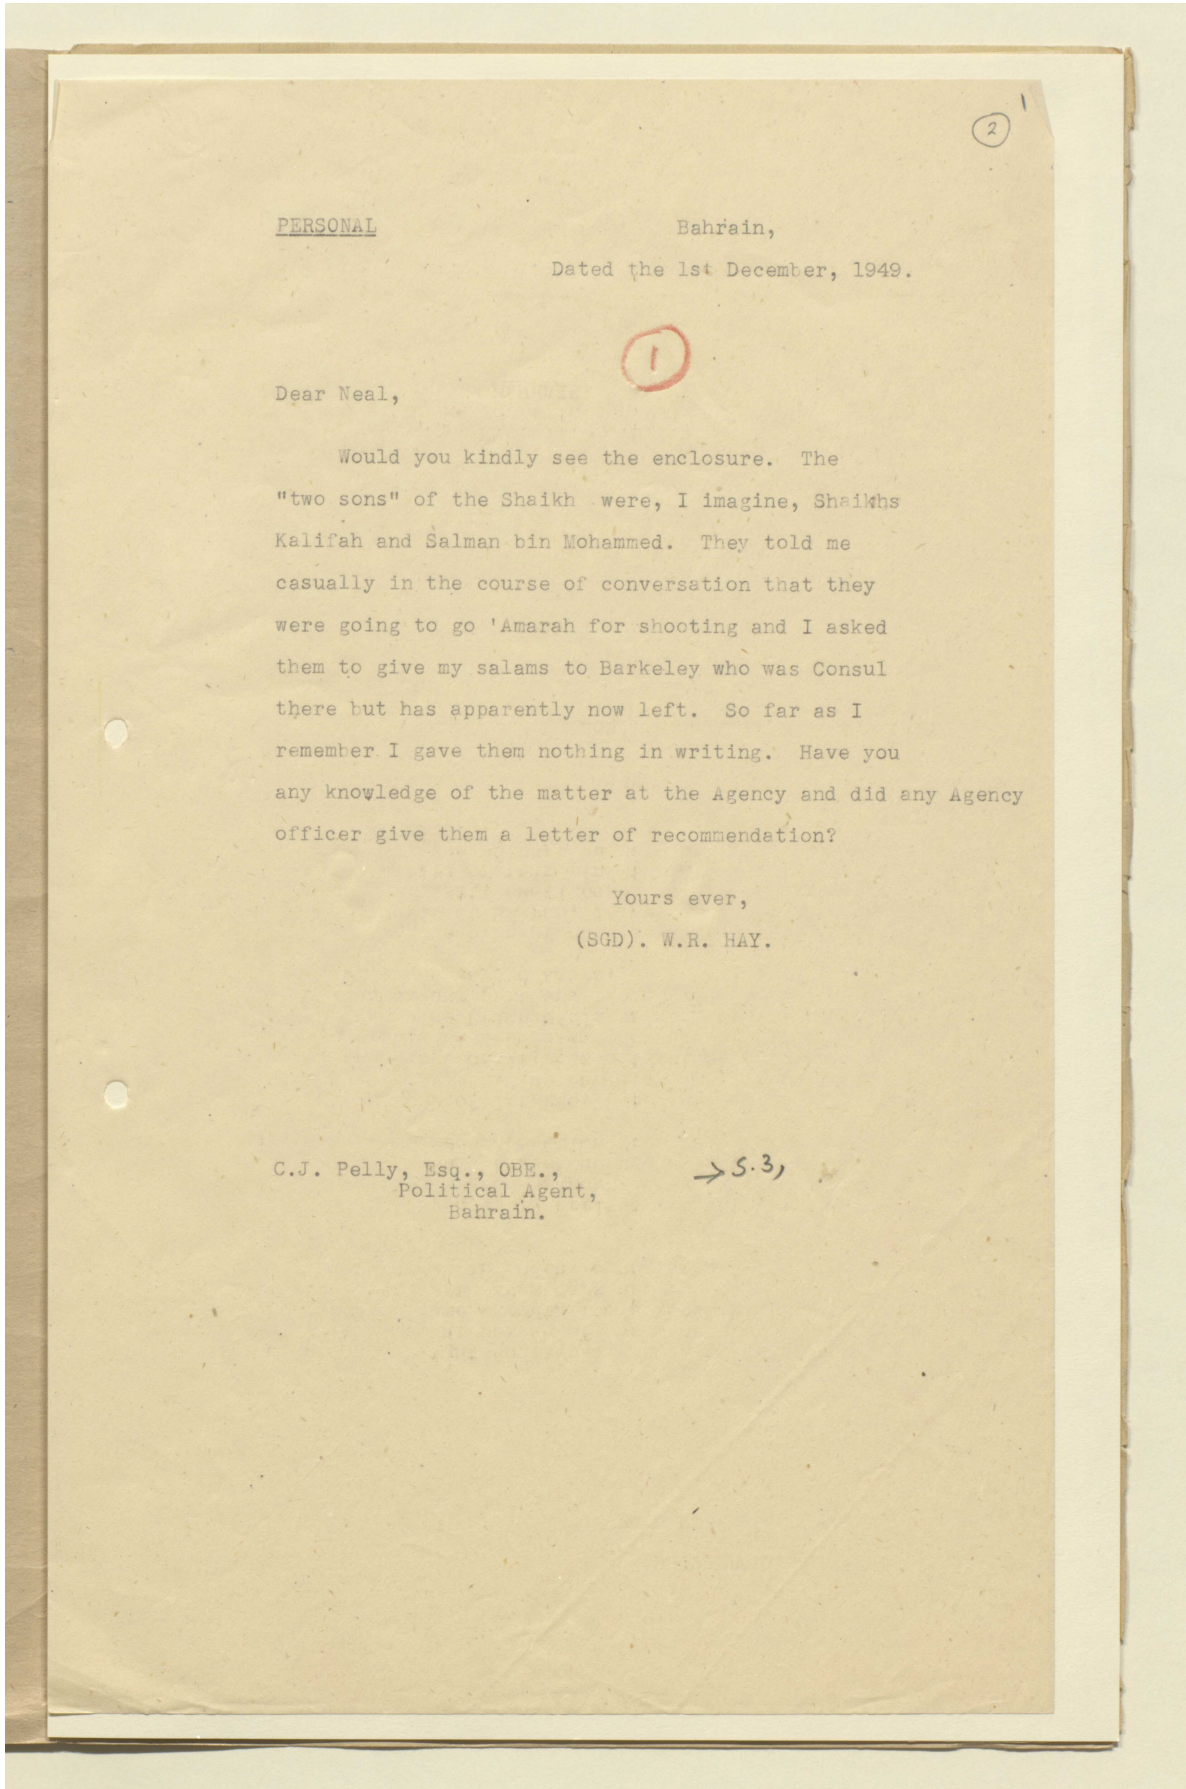 1
2
PERSONAL
Bahrain,
Dated the 1st December, 1949.
1
Dear Neal,
Would you kindly see the enclosure. The
"two sons" of the Shaikh were, I imagine, Shaikhs
Kalifah and Salman bin Mohammed. They told me
casually in the course of conversation that they
were going to go 'Amarah for shooting and I asked
them to give my salams to Barkeley who was Consul
there but has apparently now left. So far as I
remember I gave them nothing in writing. Have you
any knowledge of the matter at the Agency and did any Agency
officer give them a letter of recommendation?
Yours ever,
(SGD). W.R. HAY.
C.J. Pelly, Esq., OBE.,
Political Agent,
Bahrain.
→ S.3,